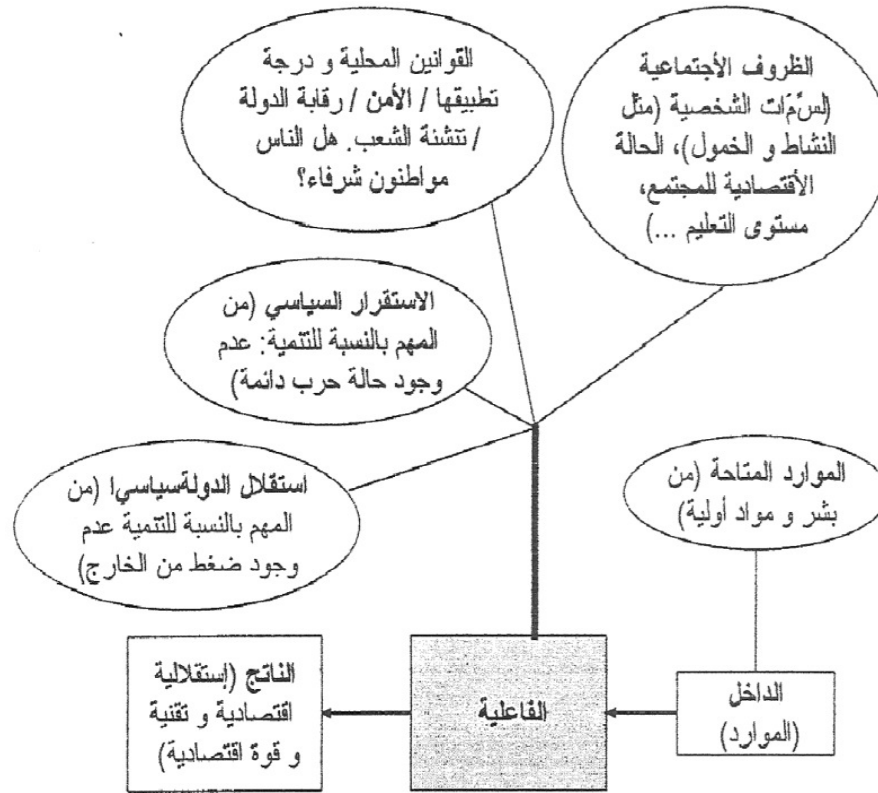 الظروف الأجتماعية
(السِّمَات الشخصية (مثل
النشاط و الخمول)، الحالة
الأقتصادية للمجتمع،
مستوى التعليم ...)
القوانين المحلية و درجة
تطبيقها / الأمن / رقابة الدولة
/ تنشئة الشعب. هل الناس
مواطنون شرفاء؟
الاستقرار السياسي (من
المهم بالنسبة للتنمية: عدم
وجود حالة حرب دائمة)
استقلال الدولةسياسيا (من
المهم بالنسبة للتنمية عدم
وجود ضغط من الخارج)
الموارد المتاحة (من
بشر و مواد أولية)
الداخل
(الموارد)
الفاعلية
الناتج (إستقلالية
اقتصادية و تقنية
و قوة اقتصادية)